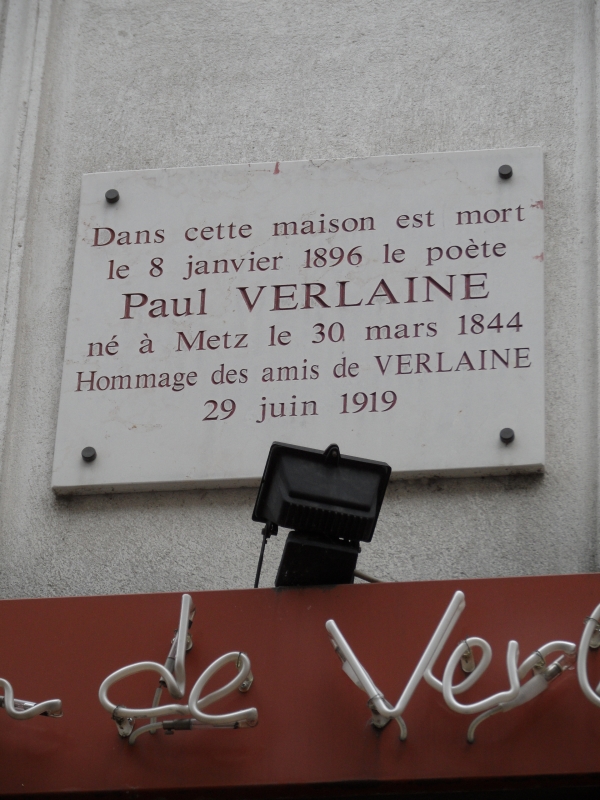 Dans cette maison est mort
le 8 janvier 1896 le poète
Paul VERLAINE
né à Metz le 30 mars 1844
Hommage des amis de VERLAINE
29 juin 1919
de Verl